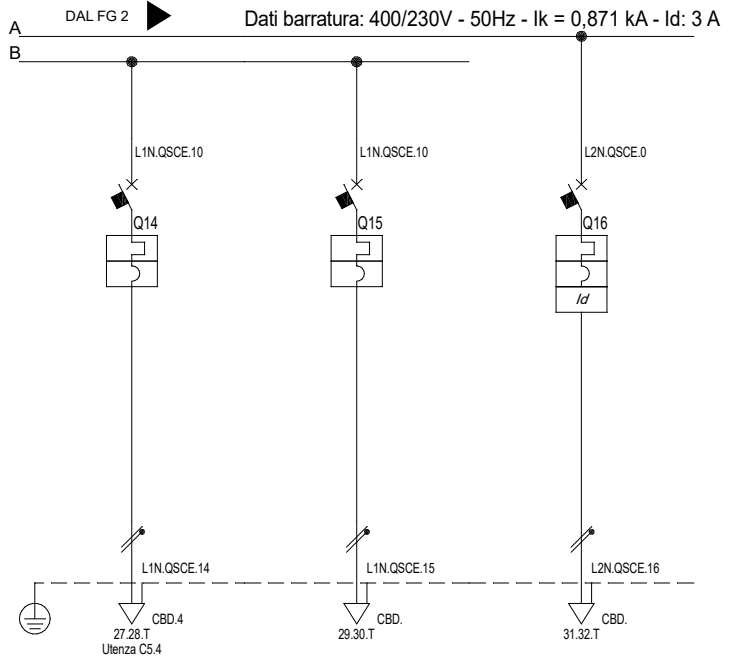 DAL FG 2
Dati barratura: 400/230V - 50Hz - Ik = 0,871 kA - Id: 3 A
A
B
L1N.QSCE.10
L1N.QSCE.10
L2N.QSCE.0
Q14
Q15
Q16
Id
L1N.QSCE.14
L1N.QSCE.15
L2N.QSCE.16
CBD.4
CBD.
CBD.
27.28.T
29.30.T
31.32.T
Utenza C5.4